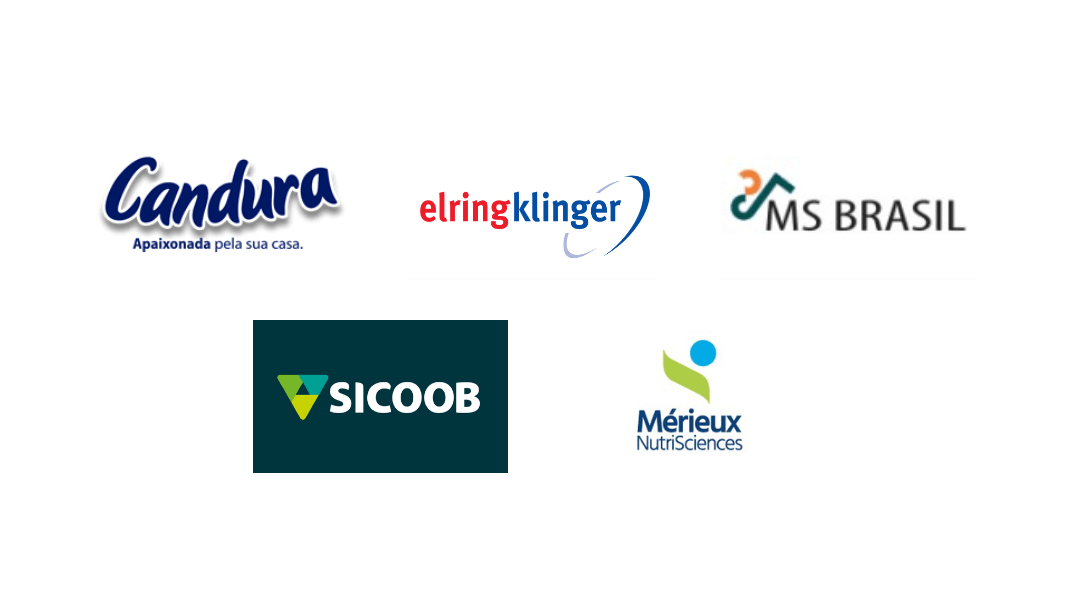 Candura
Apaixonada pela sua casa.
elringklinger
MS BRASIL
SICOOB
Mérieux
NutriSciences